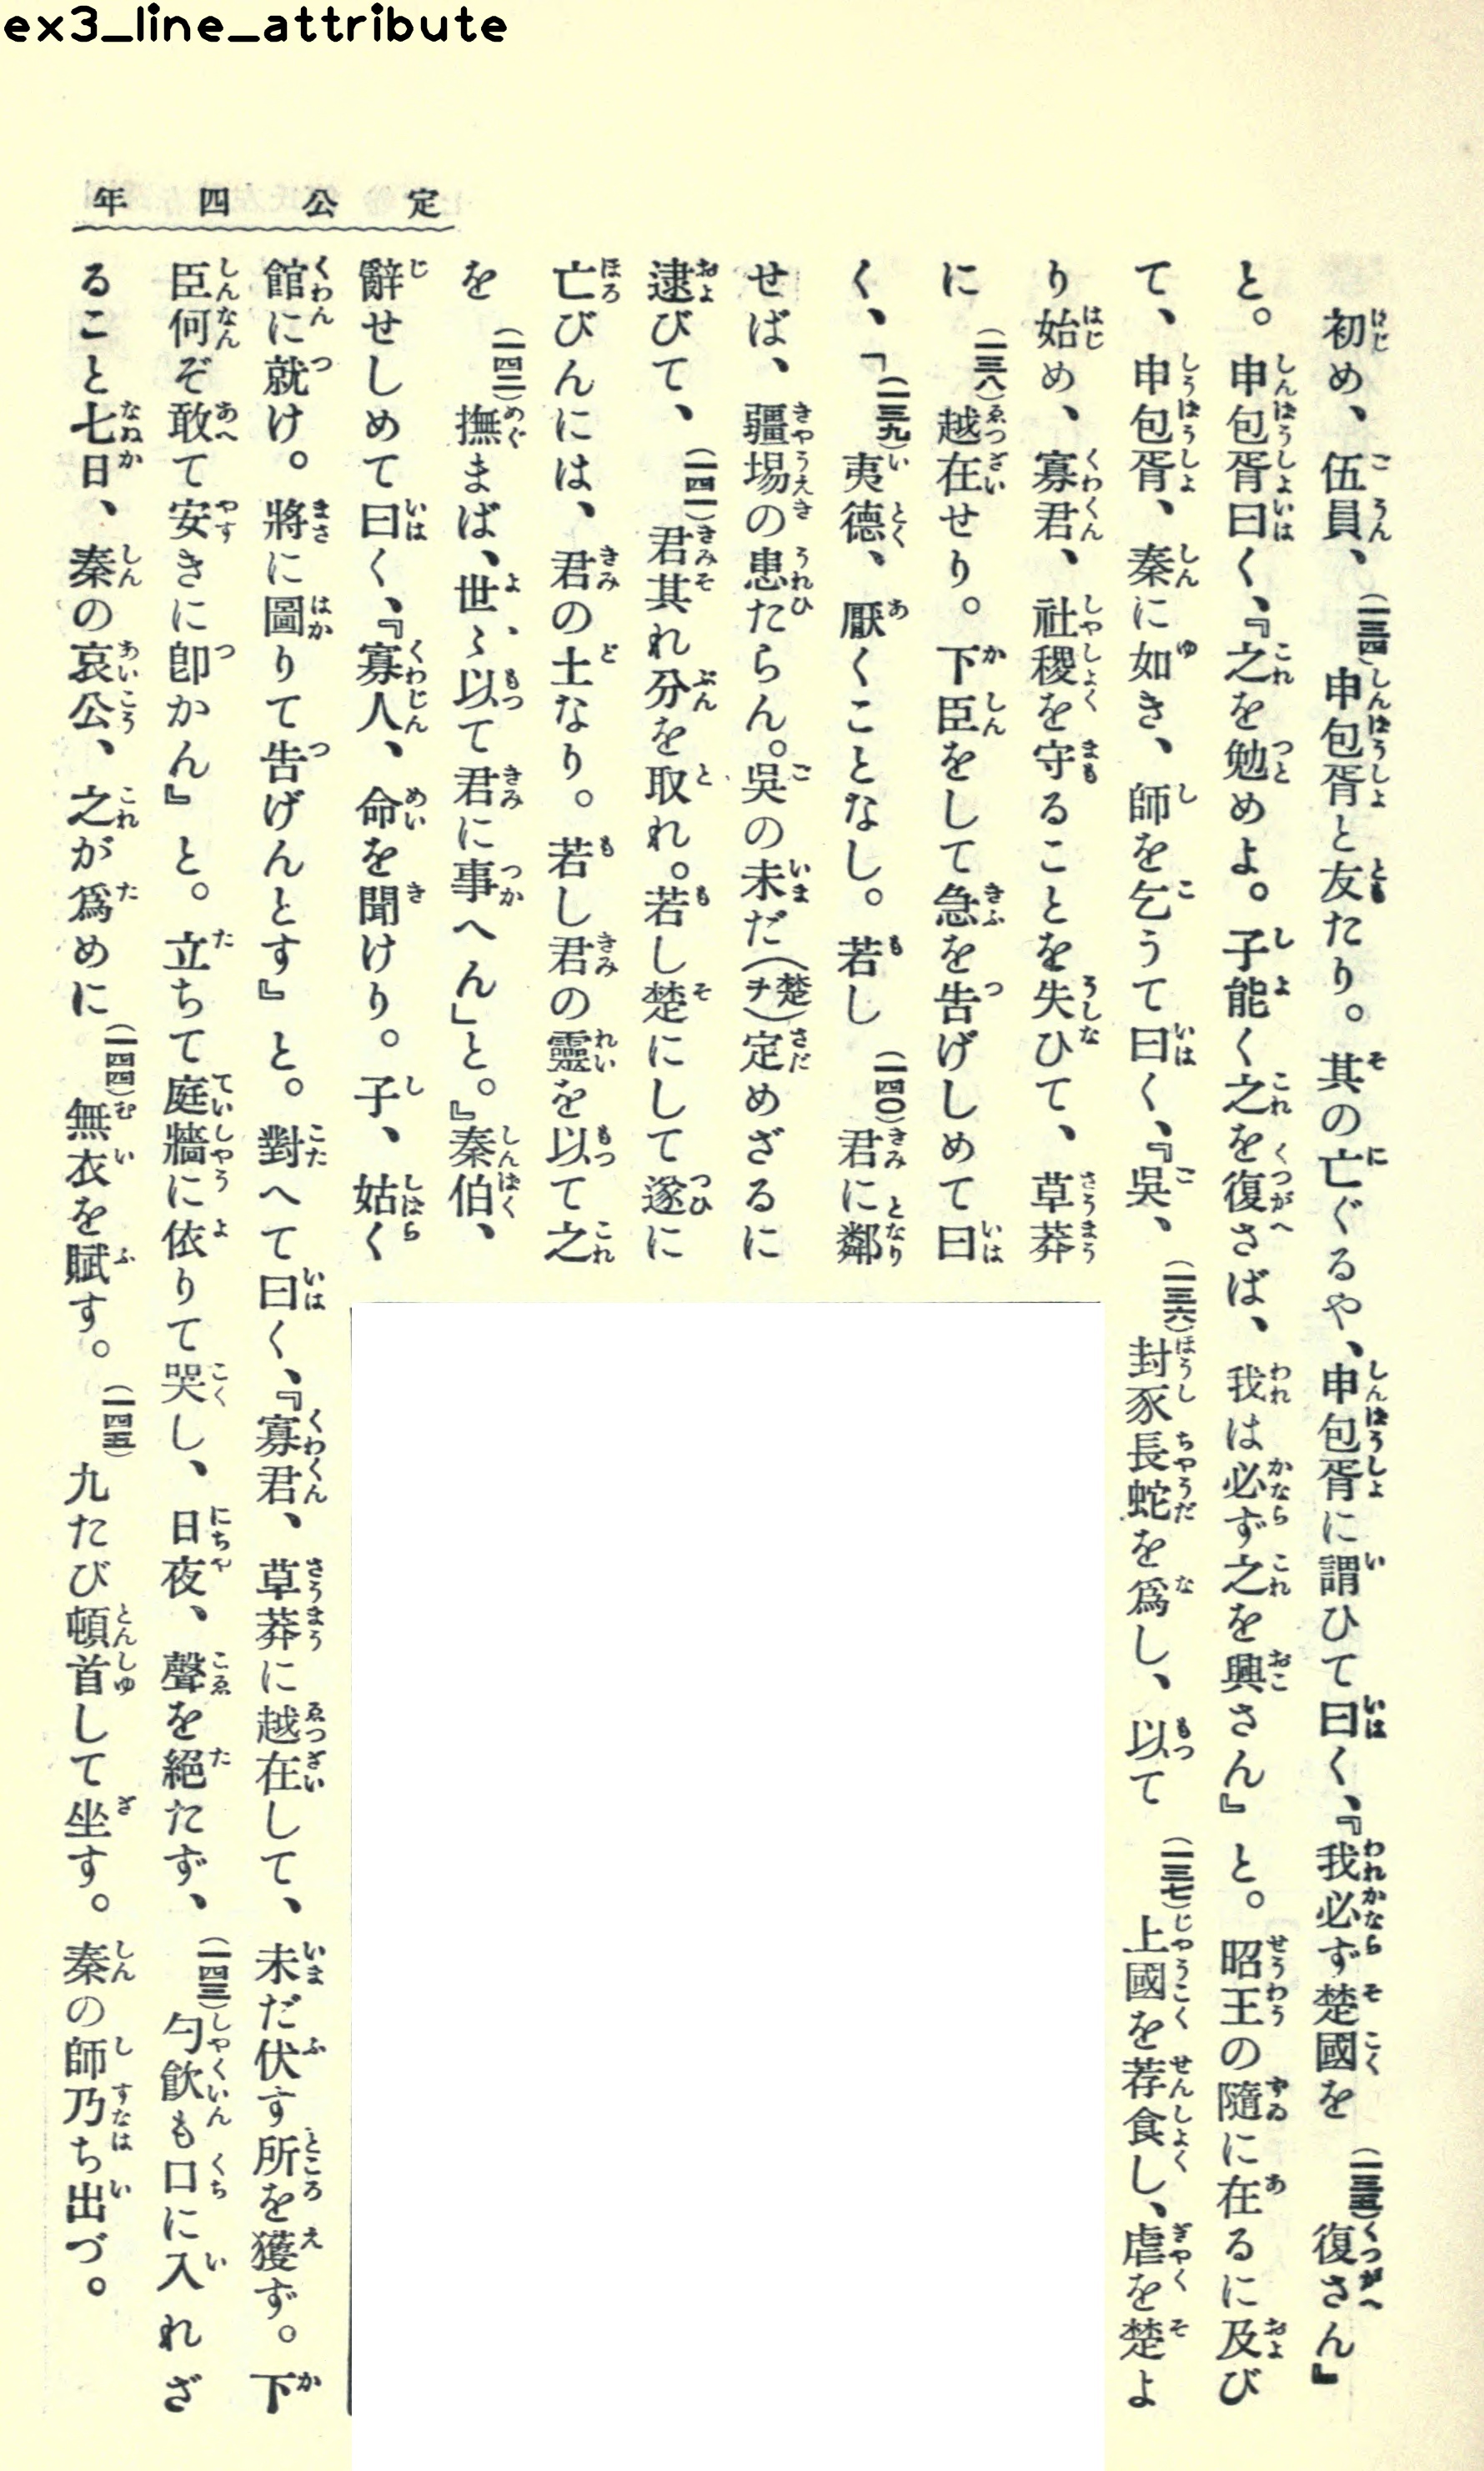 ex3_line_attribute
定公四年
初め、伍員、(一三四)申包胥と友たり。其の亡ぐるや、申包胥に謂ひて曰く、『我必ず楚國を(一三五)復さん』
と。申包胥曰く、『之を勉めよ。子能く之を復さば、我は必ず之を興さん』と。昭王の隨に在るに及び
て、申包胥、秦に如き、師を乞うて曰く、『吳、(一三六)封豕長蛇を爲し、以て(一三七)上國を荐食し、虐を楚よ
り始め、寡君、社稷を守ることを失ひて、草莽
に(一三八)越在せり。下臣をして急を告げしめて曰
く、「(一三九)夷德、厭くことなし。若し(一四〇)君に鄰
せば、疆埸の患たらん。吳の未だ(楚ヲ)定めざるに
逮びて、(一四一)君其れ分を取れ。若し楚にして遂に
亡びんには、君の土なり。若し君の靈を以て之
を(一四二)撫まば、世〻以て君に事へん」と。』秦伯、
辭せしめて曰く、『寡人、命を聞けり。子、姑く
館に就け。將に圖りて告げんとす』と。對へて曰く、『寡君、草莽に越在して、未だ伏す所を獲ず。下
臣何ぞ敢て安きに卽かん』と。立ちて庭牆に依りて哭し、日夜、聲を絕たず、(一四三)勺飮も口に入れざ
ること七日、秦の哀公、之が爲めに(一四四)無衣を賦す。(一四五)九たび頓首して坐す。秦の師乃ち出づ。